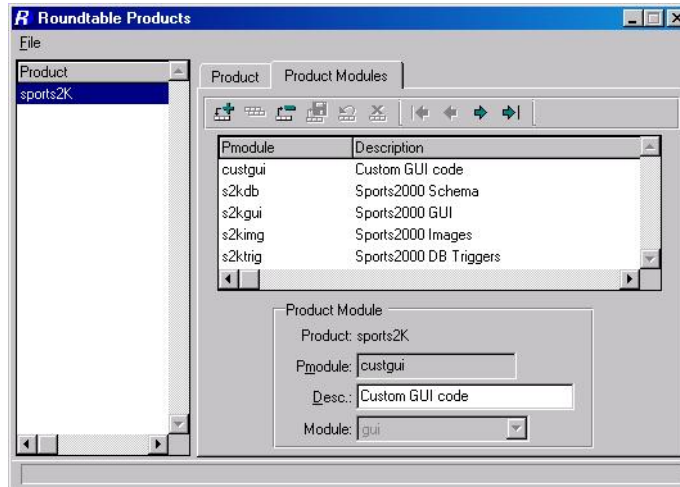 R Roundtable Products
File
Product
sports2K
Product Product Modules
Pmodule Description
custgui Custom GUI code
s2kdb Sports2000 Schema
s2kgui Sports2000 GUI
s2kimg Sports2000 Images
s2ktrig Sports2000 DB Triggers
Product Module
Product: sports2K
Pmodule: custgui
Desc.: Custom GUI code
Module: gui